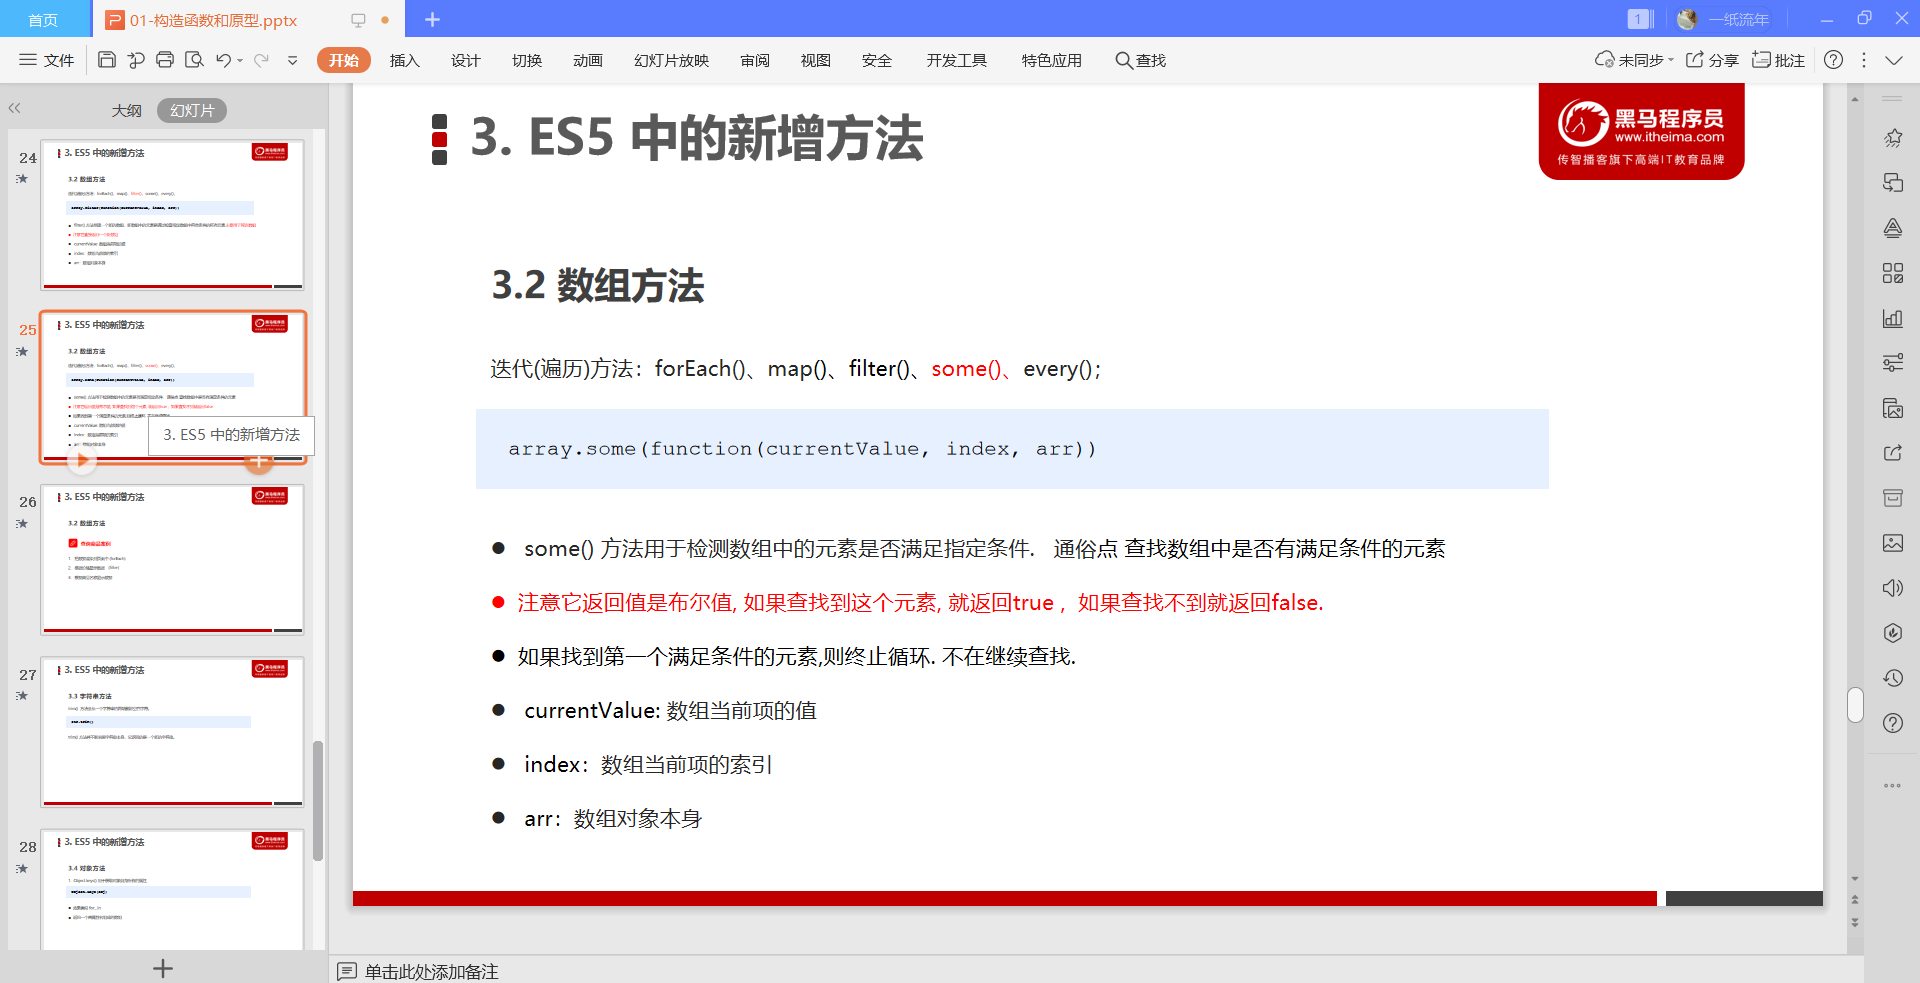 首页
01-构造函数和原型.pptx
1
一纸流年
文件
开始
插入
设计
切换
动画
幻灯片放映
审阅
视图
安全
开发工具
特色应用
查找
未同步
分享
批注
大纲
幻灯片
24
3. ES5 中的新增方法
3.2 数组方法
25
3. ES5 中的新增方法
3.2 数组方法
3. ES5 中的新增方法
26
3. ES5 中的新增方法
3.2 数组方法
27
3. ES5 中的新增方法
3.3 字符串方法
28
3. ES5 中的新增方法
3.4 对象方法
3. ES5 中的新增方法
黑马程序员
www.itheima.com
传智播客旗下高端IT教育品牌
3.2 数组方法
迭代(遍历)方法：forEach()、map()、filter()、some()、every()；
array.some(function(currentValue, index, arr))
some() 方法用于检测数组中的元素是否满足指定条件. 通俗点 查找数组中是否有满足条件的元素
注意它返回值是布尔值, 如果查找到这个元素, 就返回true , 如果查找不到就返回false.
如果找到第一个满足条件的元素,则终止循环. 不在继续查找.
currentValue: 数组当前项的值
index：数组当前项的索引
arr：数组对象本身
单击此处添加备注